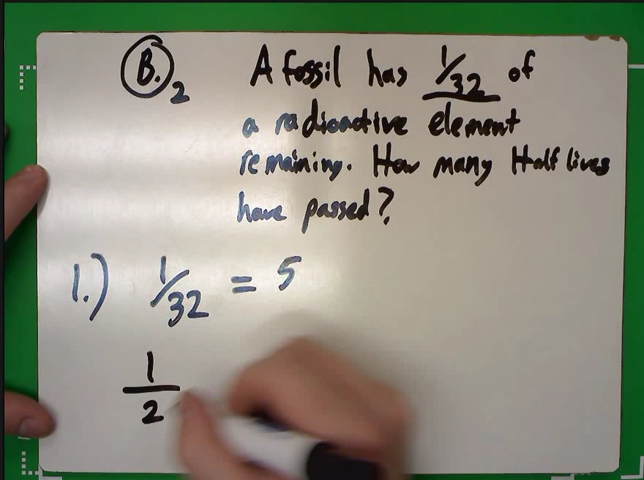 B. 2 A fossil has 1/32 of
a radioactive element
remaining. How many Half lives
have passed?
1.) 1/32 = 5
1/2